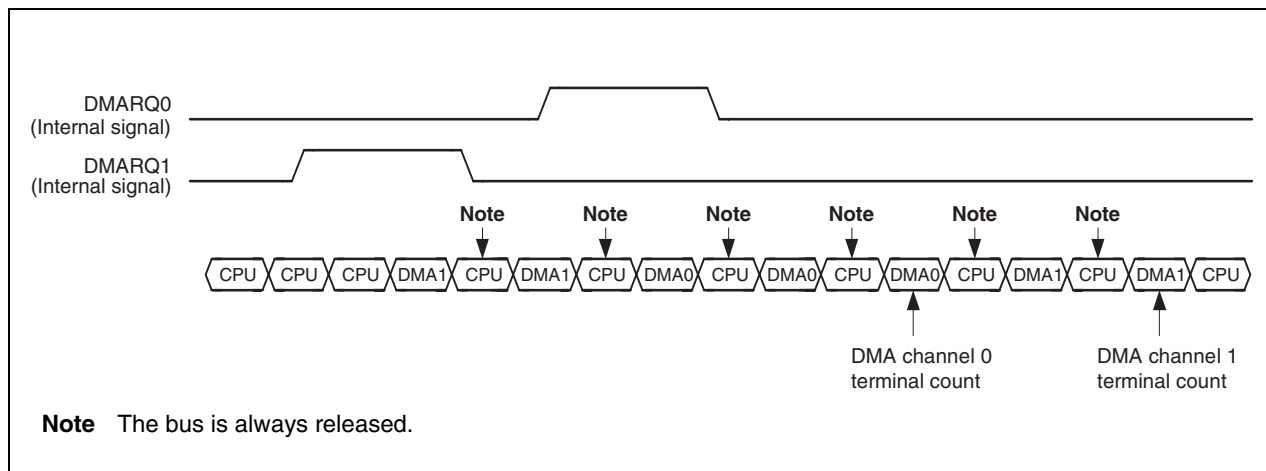 DMARQ0
(Internal signal)
DMARQ1
(Internal signal)
Note Note Note Note Note Note
CPU CPU CPU DMA1 CPU DMA1 CPU DMA0 CPU DMA0 CPU DMA0 CPU DMA1 CPU DMA1 CPU
DMA channel 0
terminal count
DMA channel 1
terminal count
Note The bus is always released.